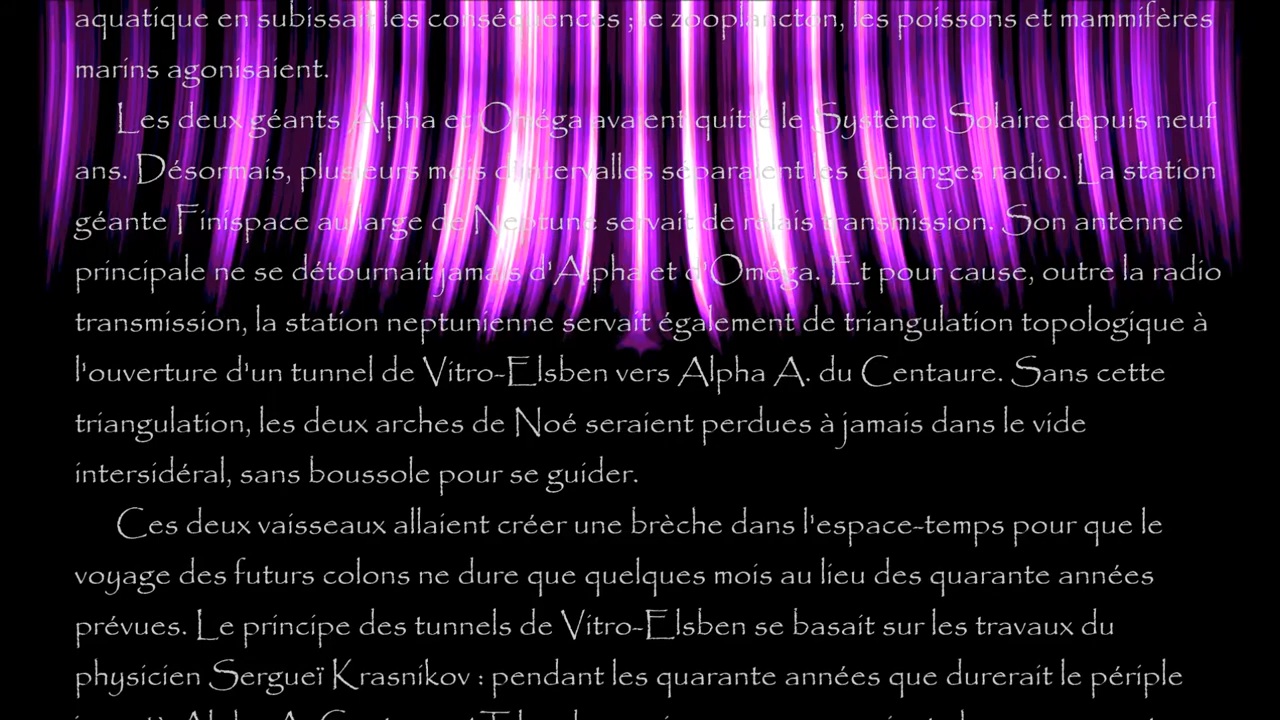 aquatique en subissait les conséquences ; le zooplancton, les poissons et mammifères
marins agonisaient.
Les deux géants Alpha et Oméga avaient quitté le Système Solaire depuis neuf
ans. Désormais, plusieurs mois d'intervalles séparaient les échanges radio. La station
géante Finispace au large de Neptune servait de relais transmission. Son antenne
principale ne se détournait jamais d'Alpha et d'Oméga. Et pour cause, outre la radio
transmission, la station neptunienne servait également de triangulation topologique à
l'ouverture d'un tunnel de Vitro-Elsben vers Alpha A. du Centaure. Sans cette
triangulation, les deux arches de Noé seraient perdues à jamais dans le vide
intersidéral, sans boussole pour se guider.
Ces deux vaisseaux allaient créer une brèche dans l'espace-temps pour que le
voyage des futurs colons ne dure que quelques mois au lieu des quarante années
prévues. Le principe des tunnels de Vitro-Elsben se basait sur les travaux du
physicien Sergueï Krasnikov : pendant les quarante années que durerait le périple